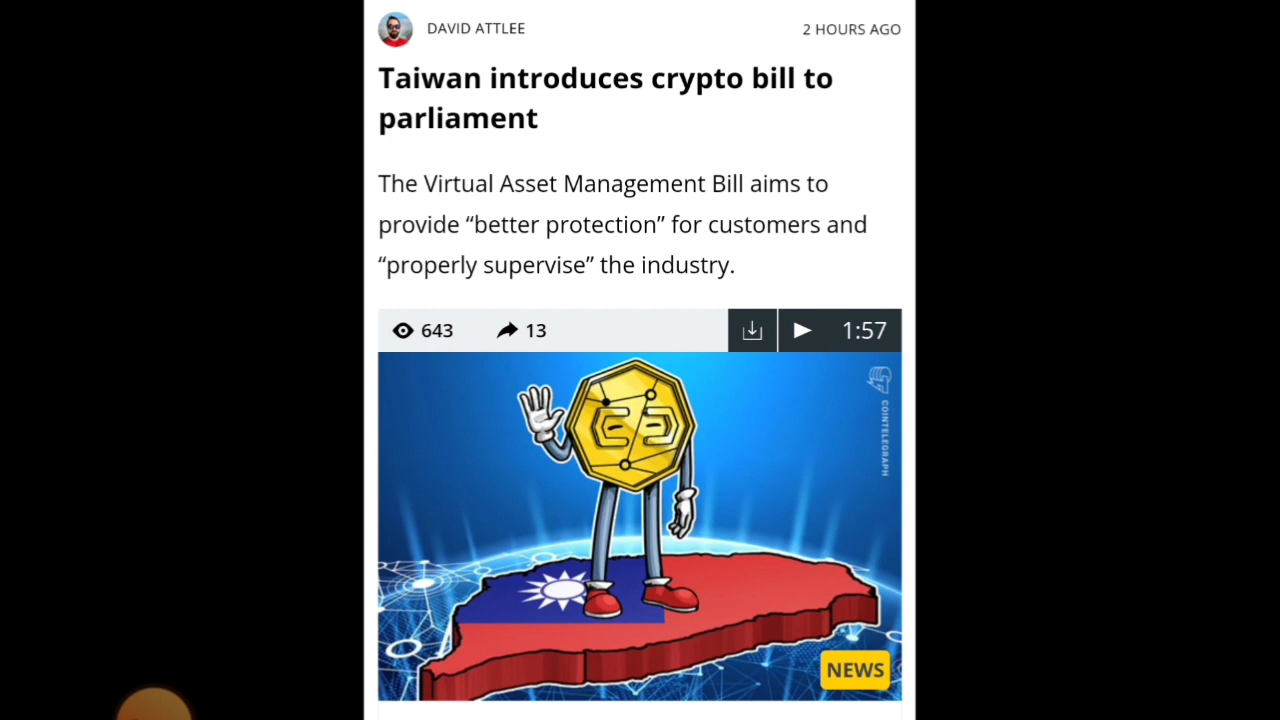 DAVID ATTLEE
2 HOURS AGO
Taiwan introduces crypto bill to
parliament
The Virtual Asset Management Bill aims to
provide “better protection” for customers and
“properly supervise” the industry.
643
13
1:57
COINTELEGRAPH
NEWS